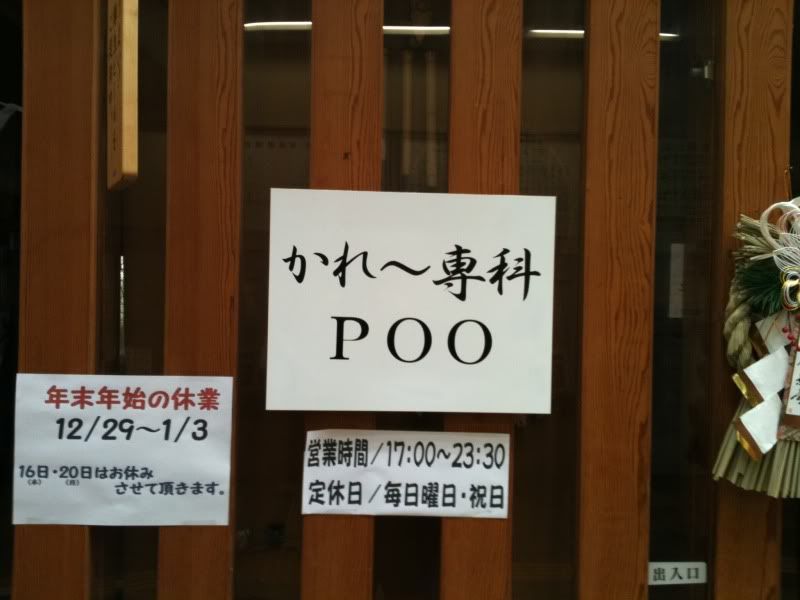 かれ〜専科
POO
年末年始の休業
12/29〜1/3
16日・20日はお休み
(水) (日)
させて頂きます。
営業時間/17:00〜23:30
定休日/毎日曜日・祝日
出入口